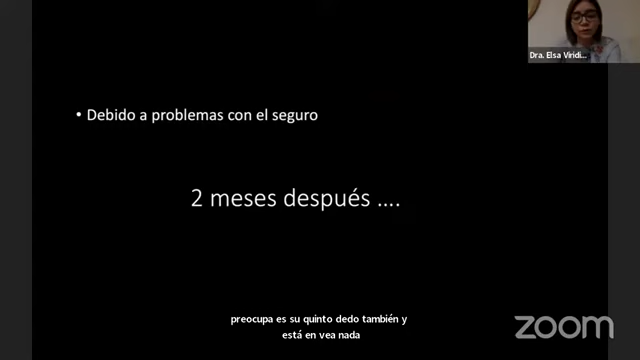 Dra. Elsa Viridi...
• Debido a problemas con el seguro
2 meses después ....
preocupa es su quinto dedo también y
está en vea nada
zoom